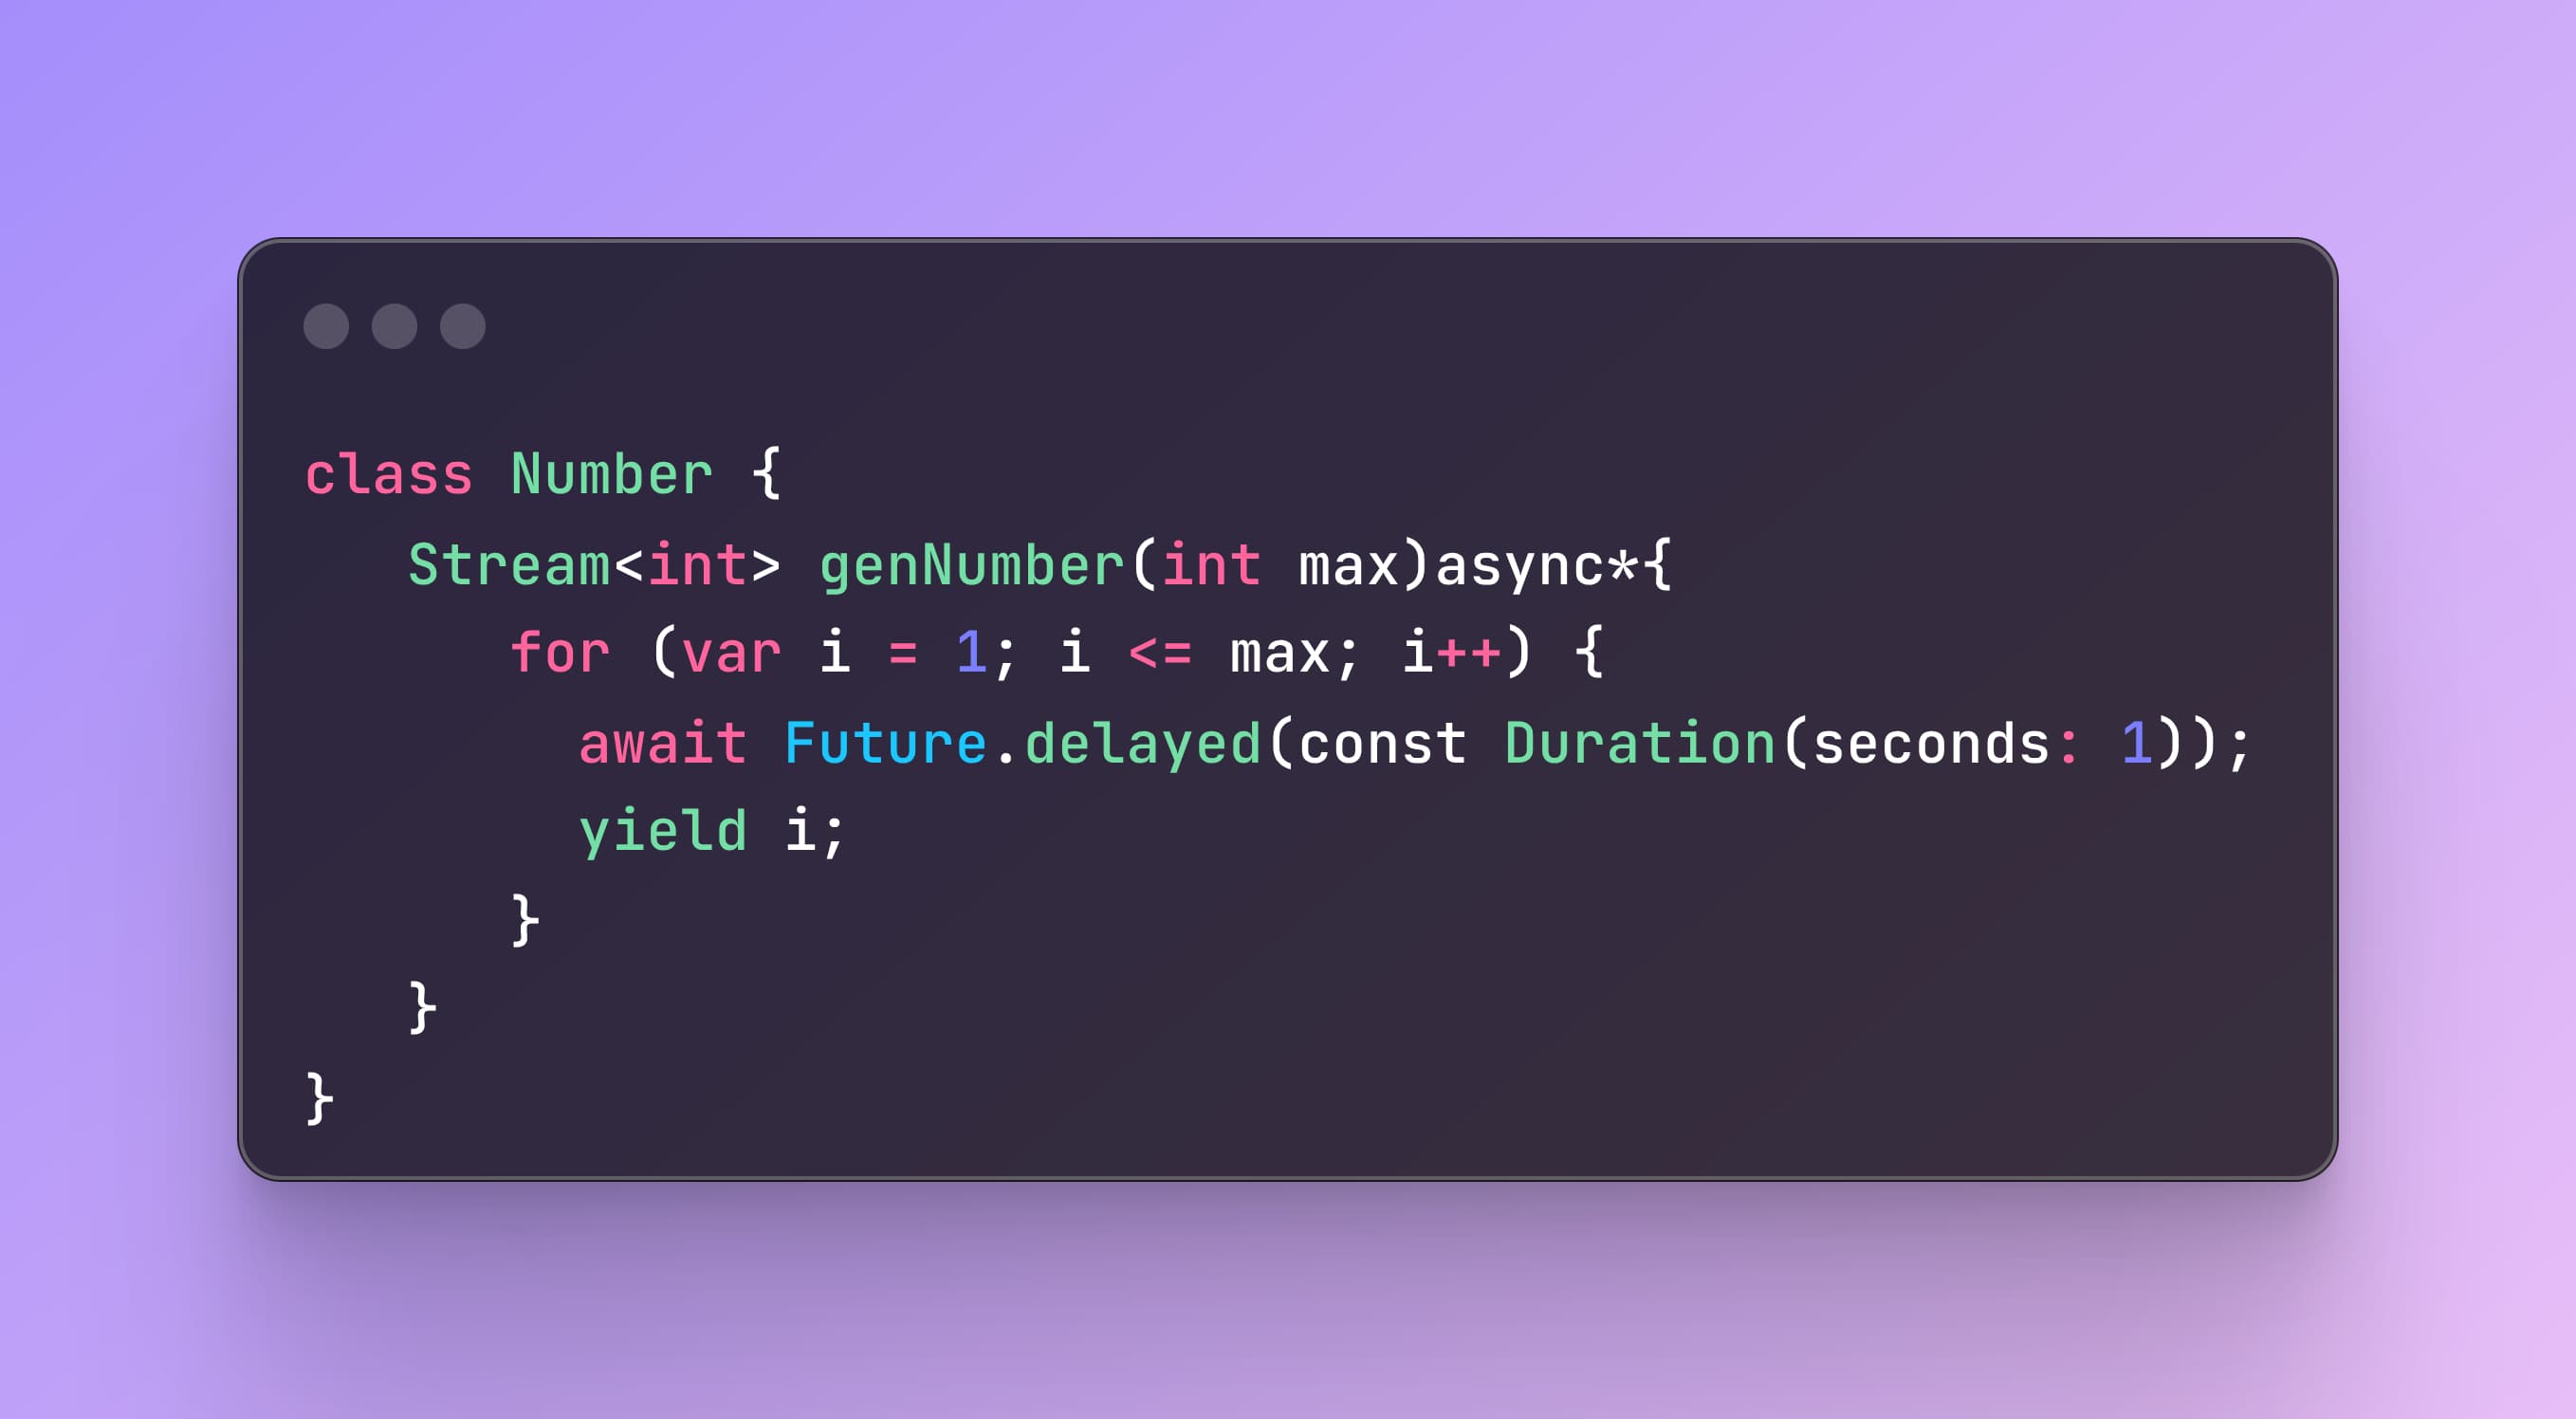 class Number {
   Stream<int> genNumber(int max)async*{
      for (var i = 1; i <= max; i++) {
        await Future.delayed(const Duration(seconds: 1));
        yield i;
      }
   }
}